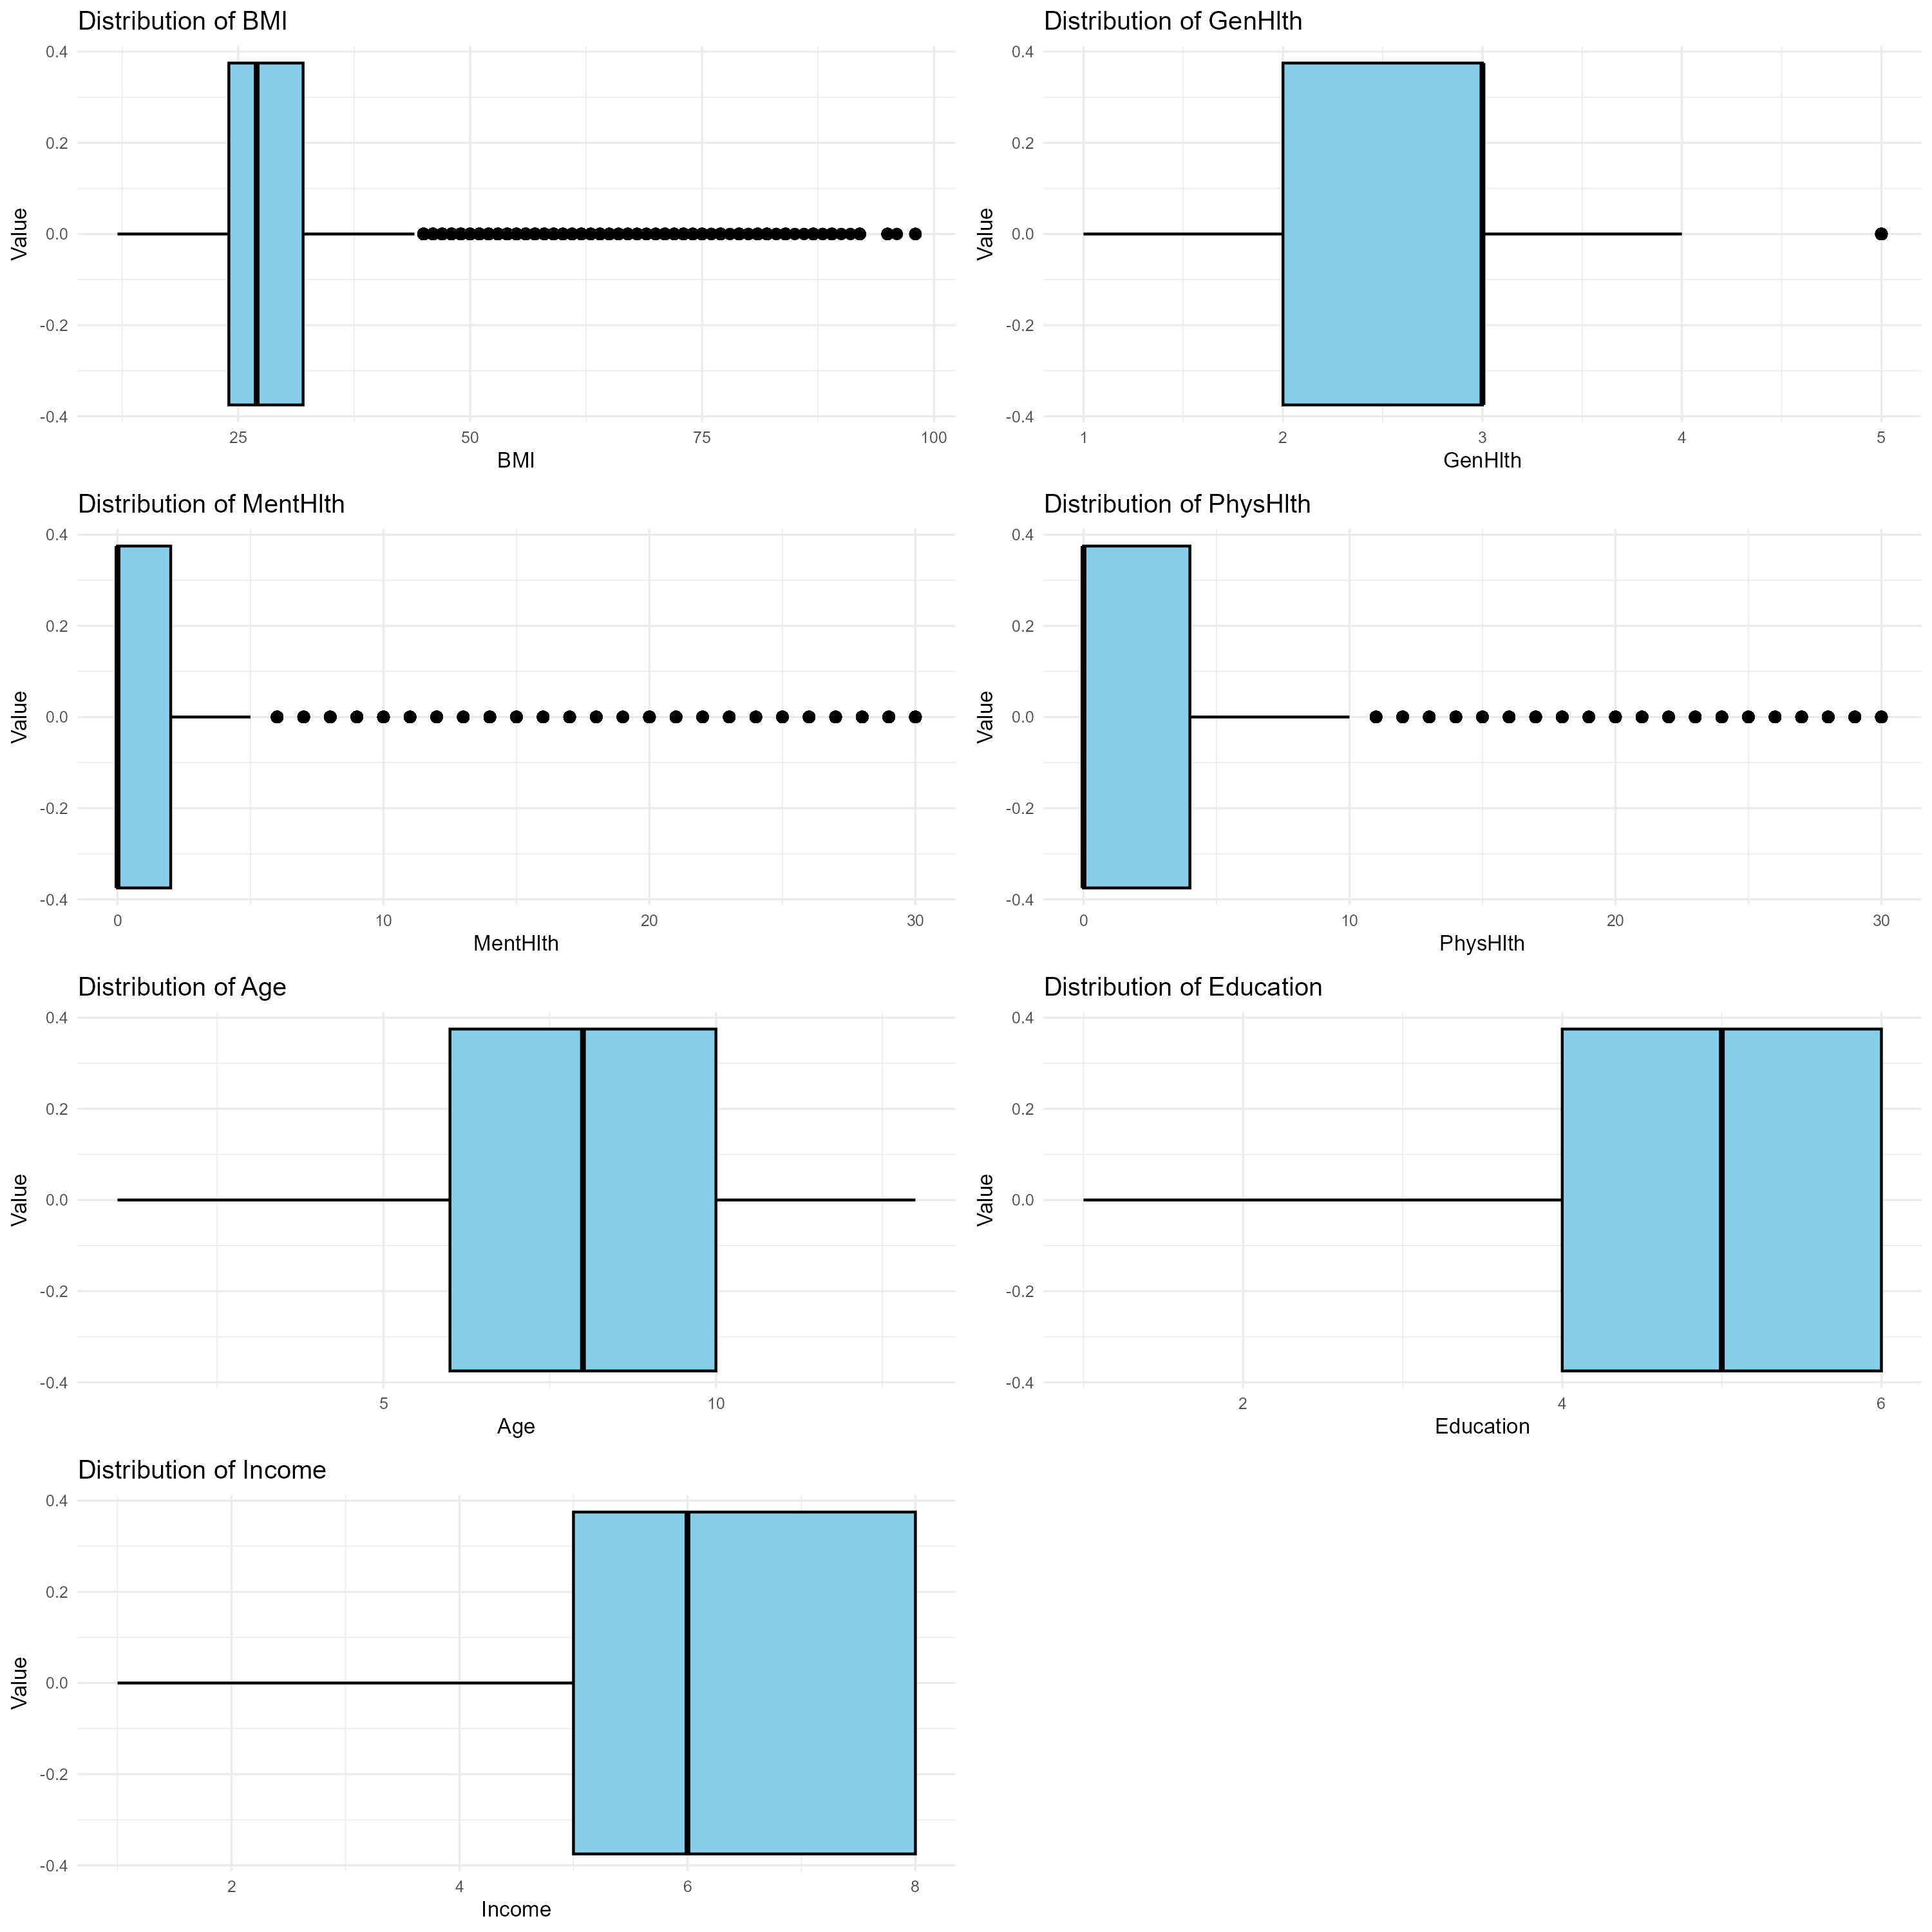 Distribution of BMI
0.4
0.2
0.0
-0.2
-0.4
Value
25 50 75 100
BMI
Distribution of GenHlth
0.4
0.2
0.0
-0.2
-0.4
Value
1 2 3 4 5
GenHlth
Distribution of MentHlth
0.4
0.2
0.0
-0.2
-0.4
Value
0 10 20 30
MentHlth
Distribution of PhysHlth
0.4
0.2
0.0
-0.2
-0.4
Value
0 10 20 30
PhysHlth
Distribution of Age
0.4
0.2
0.0
-0.2
-0.4
Value
5 10
Age
Distribution of Education
0.4
0.2
0.0
-0.2
-0.4
Value
2 4 6
Education
Distribution of Income
0.4
0.2
0.0
-0.2
-0.4
Value
2 4 6 8
Income